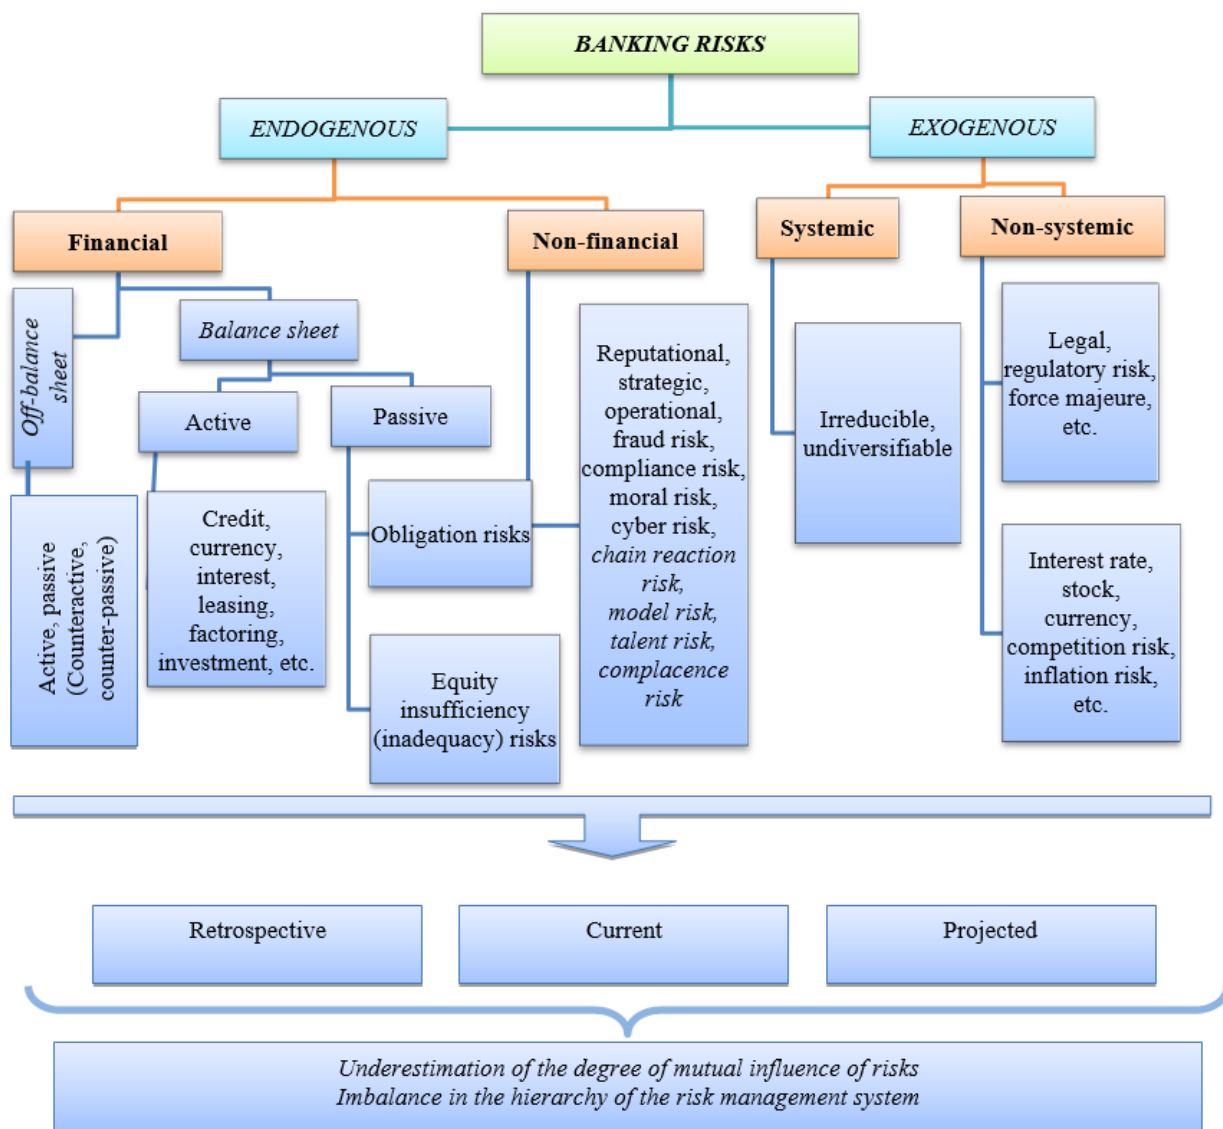 BANKING RISKS
ENDOGENOUS
EXOGENOUS
Financial
Non-financial
Systemic
Non-systemic
Off-balance
sheet
Balance sheet
Active
Passive
Active, passive
(Counteractive,
counter-passive)
Credit,
currency,
interest,
leasing,
factoring,
investment, etc.
Obligation risks
Equity
insufficiency
(inadequacy) risks
Reputational,
strategic,
operational,
fraud risk,
compliance risk,
moral risk,
cyber risk,
chain reaction
risk,
model risk,
talent risk,
complacence
risk
Irreducible,
undiversifiable
Legal,
regulatory risk,
force majeure,
etc.
Interest rate,
stock,
currency,
competition risk,
inflation risk,
etc.
Retrospective
Current
Projected
Underestimation of the degree of mutual influence of risks
Imbalance in the hierarchy of the risk management system